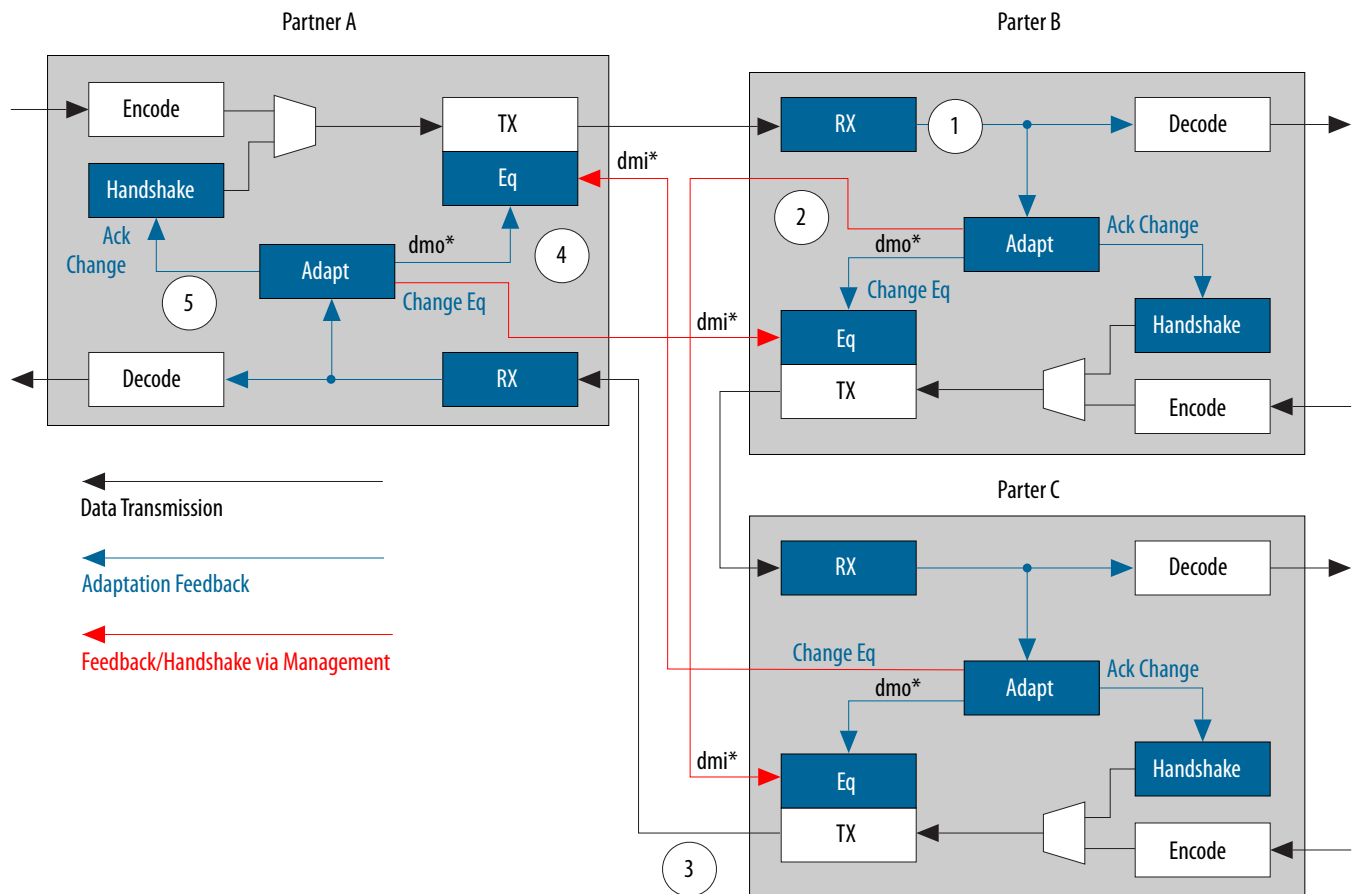 Partner A
Encode
TX
Eq
dmi*
Handshake
Ack
Change
dmo*
4
Adapt
Change Eq
5
Decode
RX
Data Transmission
Adaptation Feedback
Feedback/Handshake via Management
Parter B
RX
1
Decode
2
dmo*
Adapt
Ack Change
Change Eq
dmi*
Eq
TX
Handshake
Encode
Parter C
RX
Decode
Change Eq
dmo*
Adapt
Ack Change
dmi*
Eq
TX
Handshake
Encode
3